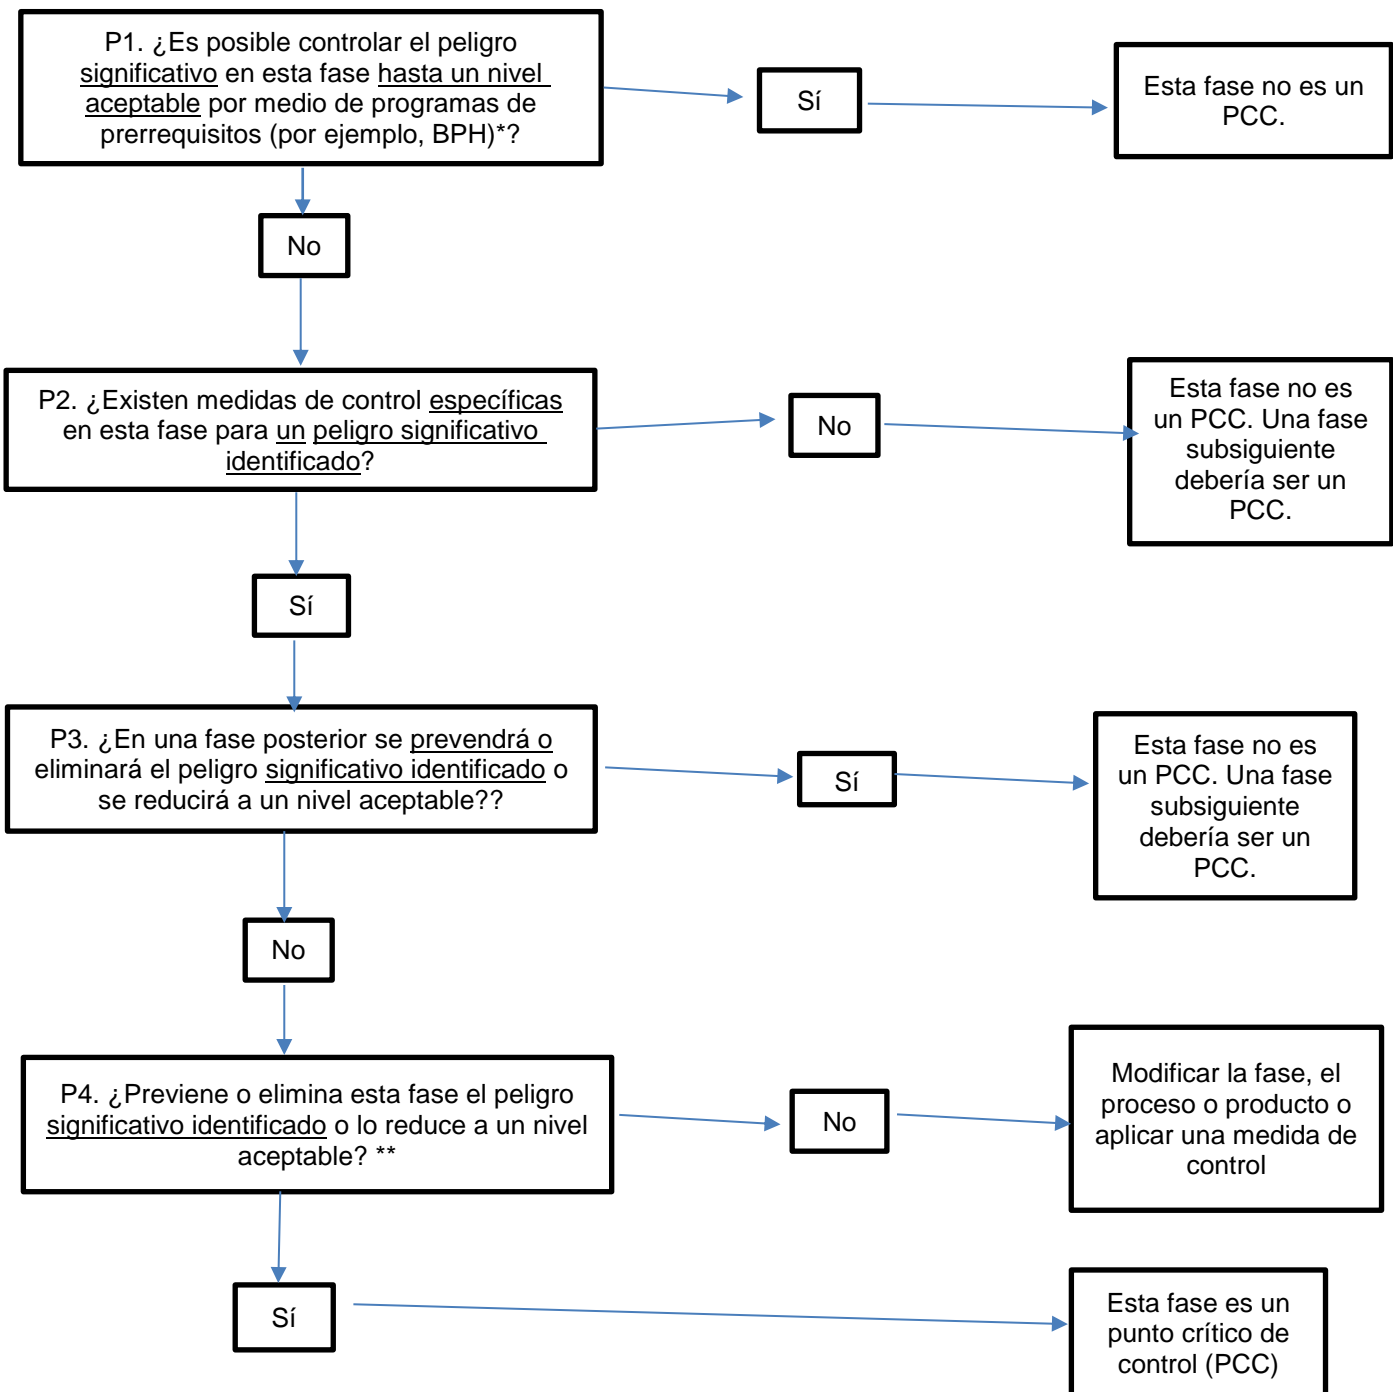 P1. ¿Es posible controlar el peligro
significativo en esta fase hasta un nivel
aceptable por medio de programas de
prerrequisitos (por ejemplo, BPH)*?
Sí
Esta fase no es un
PCC.
No
P2. ¿Existen medidas de control específicas
en esta fase para un peligro significativo
identificado?
No
Esta fase no es
un PCC. Una fase
subsiguiente
debería ser un
PCC.
Sí
P3. ¿En una fase posterior se prevendrá o
eliminará el peligro significativo identificado o
se reducirá a un nivel aceptable??
Sí
Esta fase no es
un PCC. Una fase
subsiguiente
debería ser un
PCC.
No
P4. ¿Previene o elimina esta fase el peligro
significativo identificado o lo reduce a un nivel
aceptable? **
No
Modificar la fase, el
proceso o producto o
aplicar una medida de
control
Sí
Esta fase es un
punto crítico de
control (PCC)